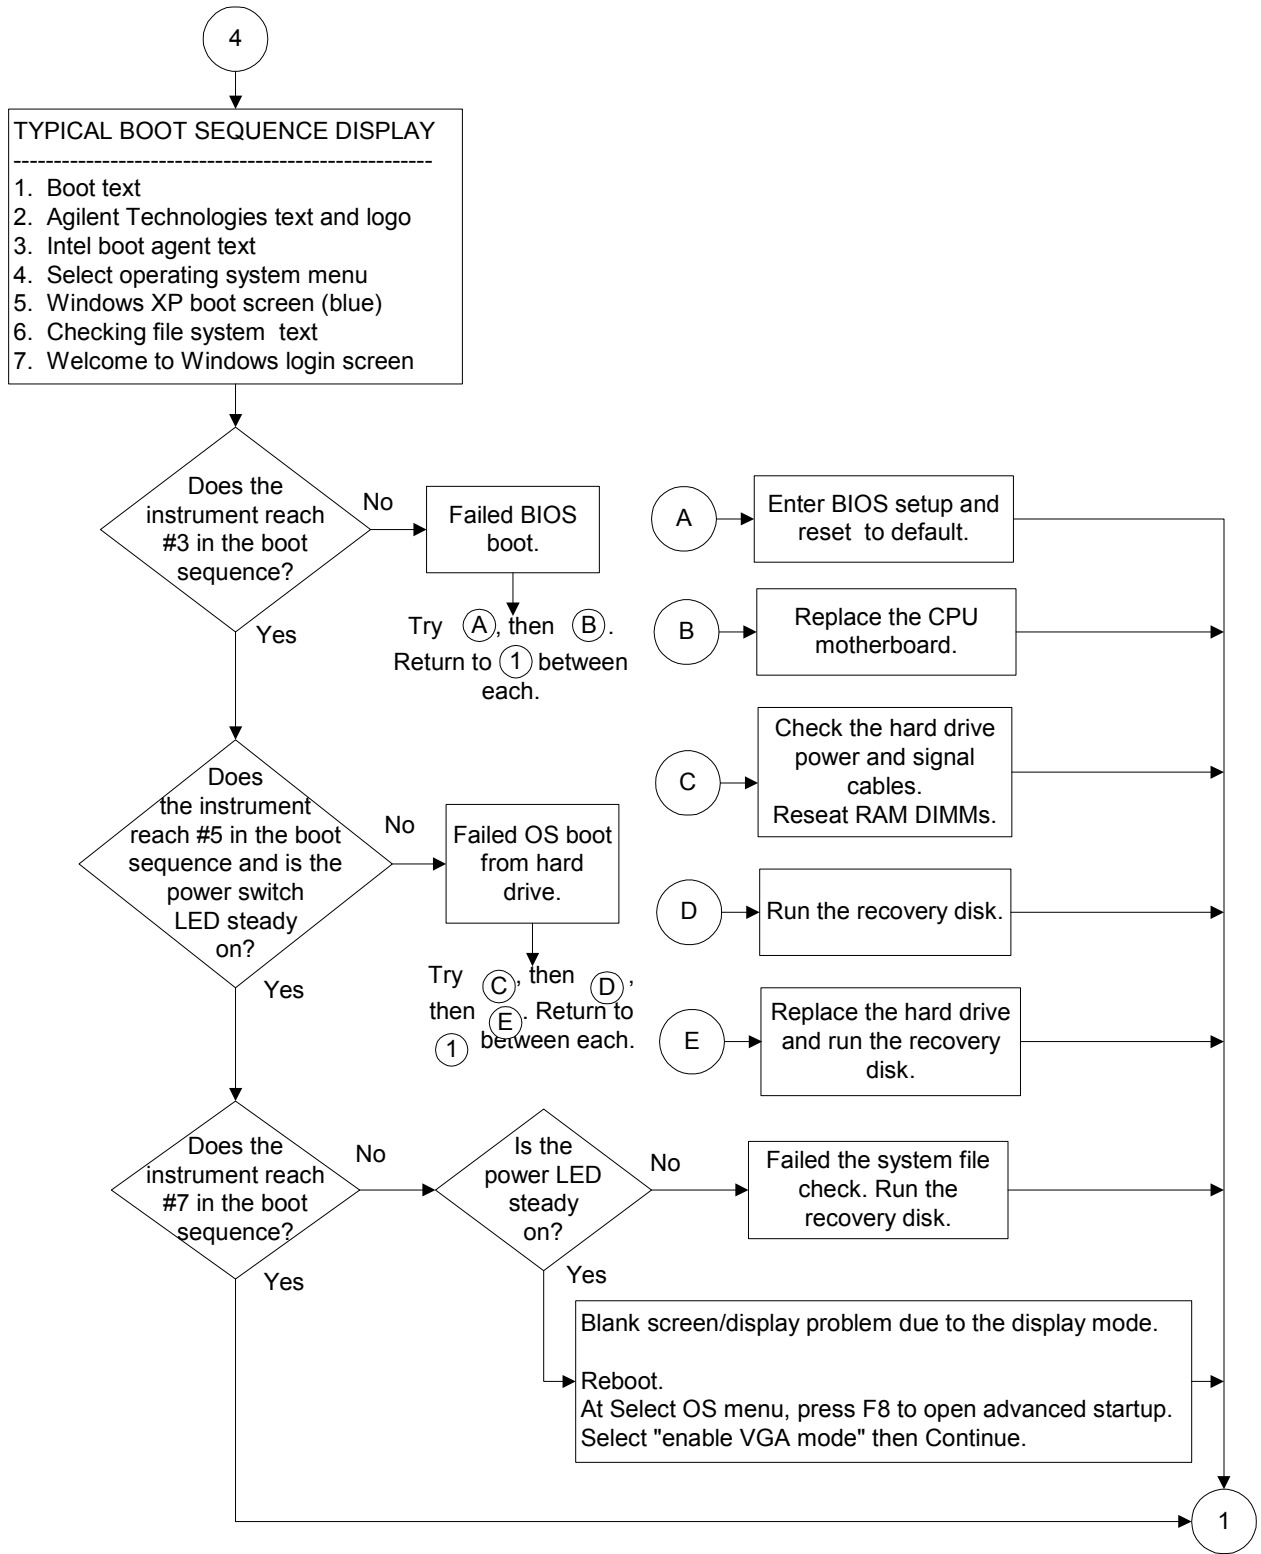 4
TYPICAL BOOT SEQUENCE DISPLAY
----------------------------------------------------
1. Boot text
2. Agilent Technologies text and logo
3. Intel boot agent text
4. Select operating system menu
5. Windows XP boot screen (blue)
6. Checking file system text
7. Welcome to Windows login screen
Does the
instrument reach
#3 in the boot
sequence?
No
Yes
Failed BIOS
boot.
Try A, then B.
Return to 1 between
each.
A
Enter BIOS setup and
reset to default.
B
Replace the CPU
motherboard.
C
Check the hard drive
power and signal
cables.
Reseat RAM DIMMs.
Does
the instrument
reach #5 in the boot
sequence and is the
power switch
LED steady
on?
No
Yes
Failed OS boot
from hard
drive.
Try C, then D,
then E. Return to
1 between each.
D
Run the recovery disk.
E
Replace the hard drive
and run the recovery
disk.
Does the
instrument reach
#7 in the boot
sequence?
No
Yes
Is the
power LED
steady
on?
No
Yes
Failed the system file
check. Run the
recovery disk.
Blank screen/display problem due to the display mode.
Reboot.
At Select OS menu, press F8 to open advanced startup.
Select "enable VGA mode" then Continue.
1